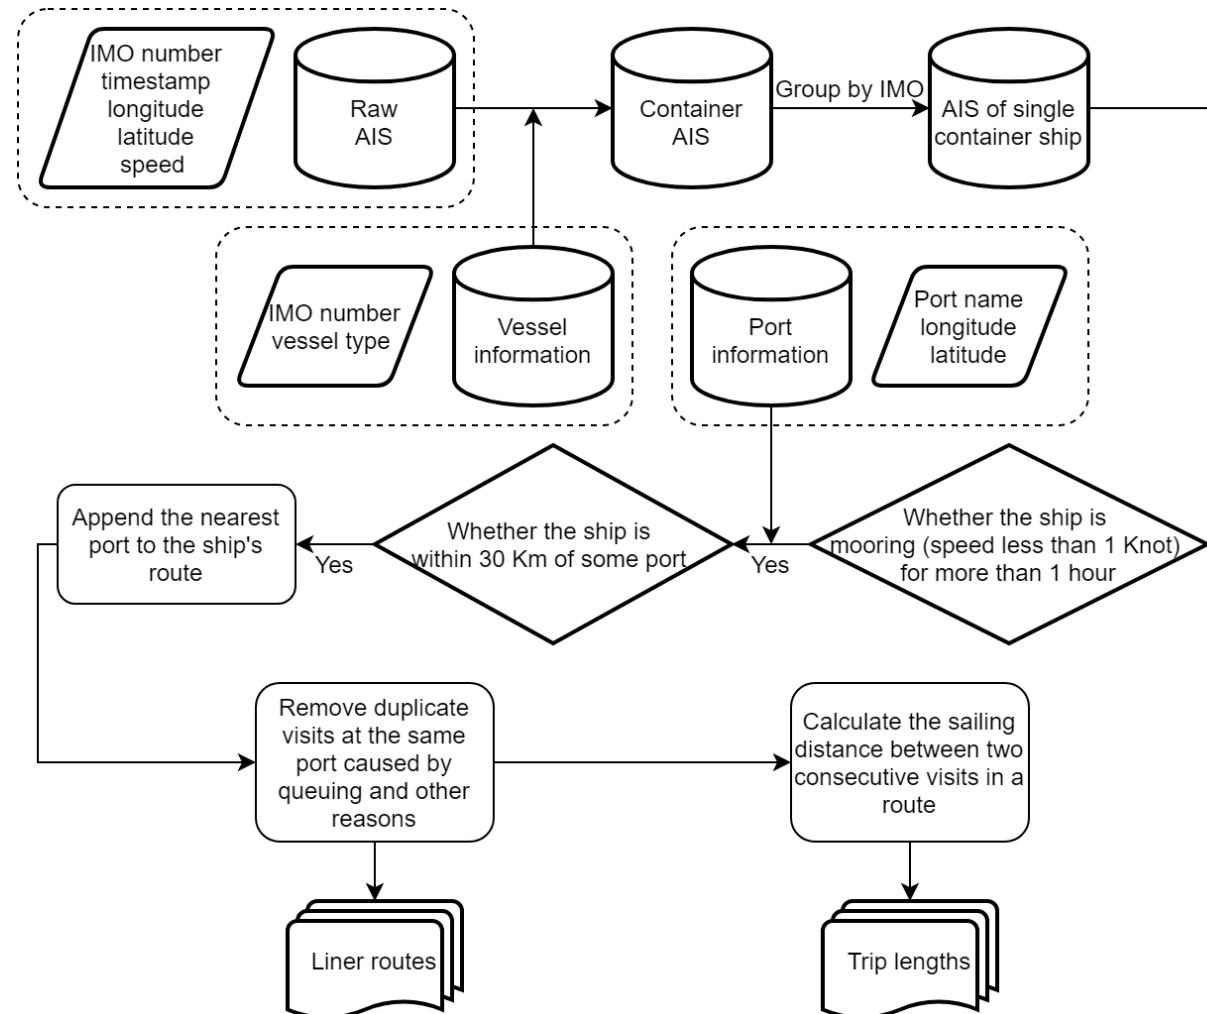 IMO number
timestamp
longitude
latitude
speed
Raw
AIS
Container
AIS
Group by IMO
AIS of single
container ship
IMO number
vessel type
Vessel
information
Port
information
Port name
longitude
latitude
Whether the ship is
mooring (speed less than 1 Knot)
for more than 1 hour
Yes
Whether the ship is
within 30 Km of some port
Yes
Append the nearest
port to the ship's
route
Remove duplicate
visits at the same
port caused by
queuing and other
reasons
Calculate the sailing
distance between two
consecutive visits in a
route
Liner routes
Trip lengths